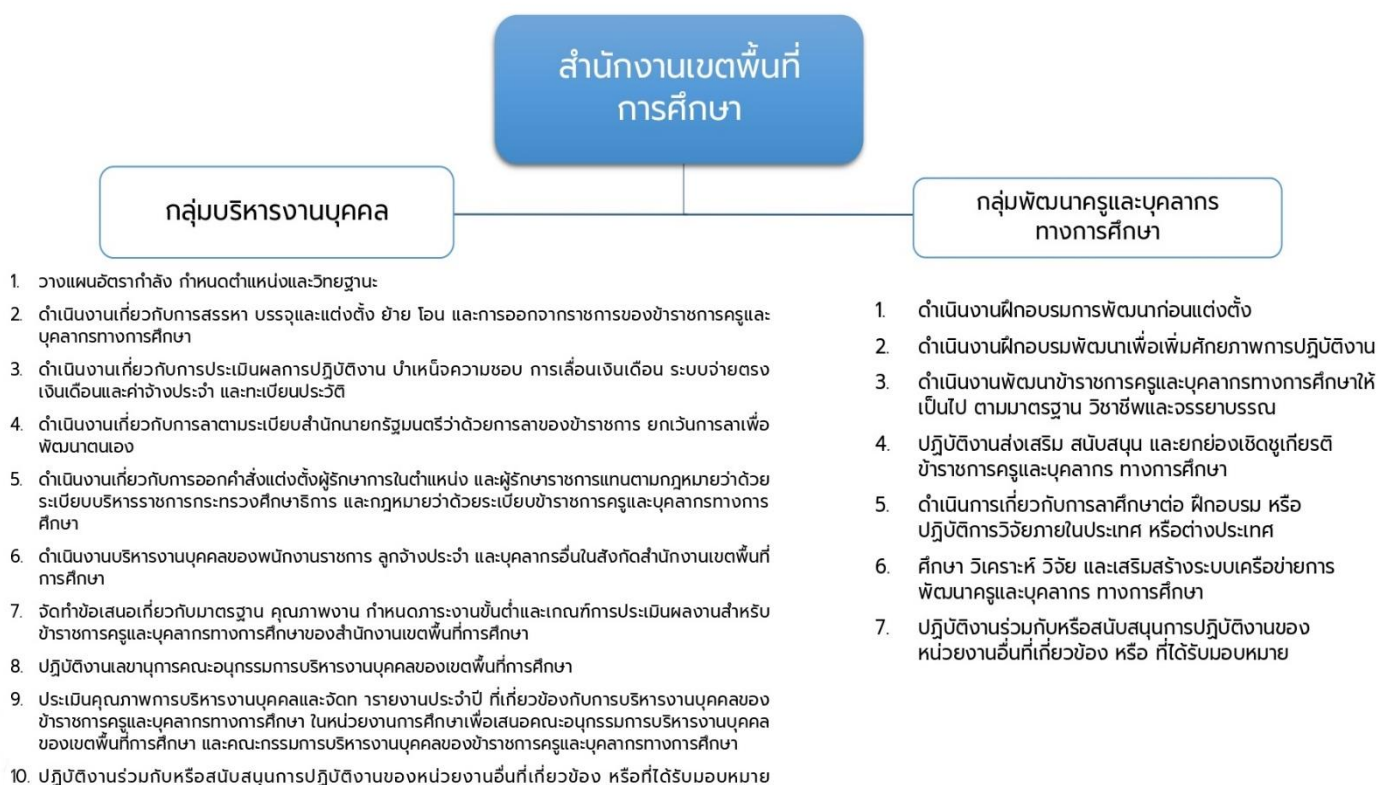 สำนักงานเขตพื้นที่
การศึกษา
กลุ่มบริหารงานบุคคล
1. วางแผนอัตรากำลัง กำหนดตำแหน่งและวิทยฐานะ
2. ดำเนินงานเกี่ยวกับการสรรหา บรรจุและแต่งตั้ง ย้าย โอน และการออกจากราชการของข้าราชการครูและ
บุคลากรทางการศึกษา
3. ดำเนินงานเกี่ยวกับการประเมินผลการปฏิบัติงาน บำเหน็จความชอบ การเลื่อนเงินเดือน ระบบจ่ายตรง
เงินเดือนและค่าจ้างประจำ และทะเบียนประวัติ
4. ดำเนินงานเกี่ยวกับการลาตามระเบียบสำนักนายกรัฐมนตรีว่าด้วยการลาของข้าราชการ ยกเว้นการลาเพื่อ
พัฒนาตนเอง
5. ดำเนินงานเกี่ยวกับการออกคำสั่งแต่งตั้งผู้รักษาการในตำแหน่ง และผู้รักษาราชการแทนตามกฎหมายว่าด้วย
ระเบียบบริหารราชการกระทรวงศึกษาธิการ และกฎหมายว่าด้วยระเบียบข้าราชการครูและบุคลากรทางการ
ศึกษา
6. ดำเนินงานบริหารงานบุคคลของพนักงานราชการ ลูกจ้างประจำ และบุคลากรอื่นในสังกัดสำนักงานเขตพื้นที่
การศึกษา
7. จัดทำข้อเสนอเกี่ยวกับมาตรฐาน คุณภาพงาน กำหนดภาระงานขั้นต่ำและเกณฑ์การประเมินผลงานสำหรับ
ข้าราชการครูและบุคลากรทางการศึกษาของสำนักงานเขตพื้นที่การศึกษา
8. ปฏิบัติงานเลขานุการคณะอนุกรรมการบริหารงานบุคคลของเขตพื้นที่การศึกษา
9. ประเมินคุณภาพการบริหารงานบุคคลและจัดท ารายงานประจำปี ที่เกี่ยวข้องกับการบริหารงานบุคคลของ
ข้าราชการครูและบุคลากรทางการศึกษา ในหน่วยงานการศึกษาเพื่อเสนอคณะอนุกรรมการบริหารงานบุคคล
ของเขตพื้นที่การศึกษา และคณะกรรมการบริหารงานบุคคลของข้าราชการครูและบุคลากรทางการศึกษา
10. ปฏิบัติงานร่วมกับหรือสนับสนุนการปฏิบัติงานของหน่วยงานอื่นที่เกี่ยวข้อง หรือที่ได้รับมอบหมาย
กลุ่มพัฒนาครูและบุคลากร
ทางการศึกษา
1. ดำเนินงานฝึกอบรมการพัฒนาก่อนแต่งตั้ง
2. ดำเนินงานฝึกอบรมพัฒนาเพื่อเพิ่มศักยภาพการปฏิบัติงาน
3. ดำเนินงานพัฒนาข้าราชการครูและบุคลากรทางการศึกษาให้
เป็นไป ตามมาตรฐาน วิชาชีพและจรรยาบรรณ
4. ปฏิบัติงานส่งเสริม สนับสนุน และยกย่องเชิดชูเกียรติ
ข้าราชการครูและบุคลากร ทางการศึกษา
5. ดำเนินการเกี่ยวกับการลาศึกษาต่อ ฝึกอบรม หรือ
ปฏิบัติการวิจัยภายในประเทศ หรือต่างประเทศ
6. ศึกษา วิเคราะห์ วิจัย และเสริมสร้างระบบเครือข่ายการ
พัฒนาครูและบุคลากร ทางการศึกษา
7. ปฏิบัติงานร่วมกับหรือสนับสนุนการปฏิบัติงานของ
หน่วยงานอื่นที่เกี่ยวข้อง หรือ ที่ได้รับมอบหมาย